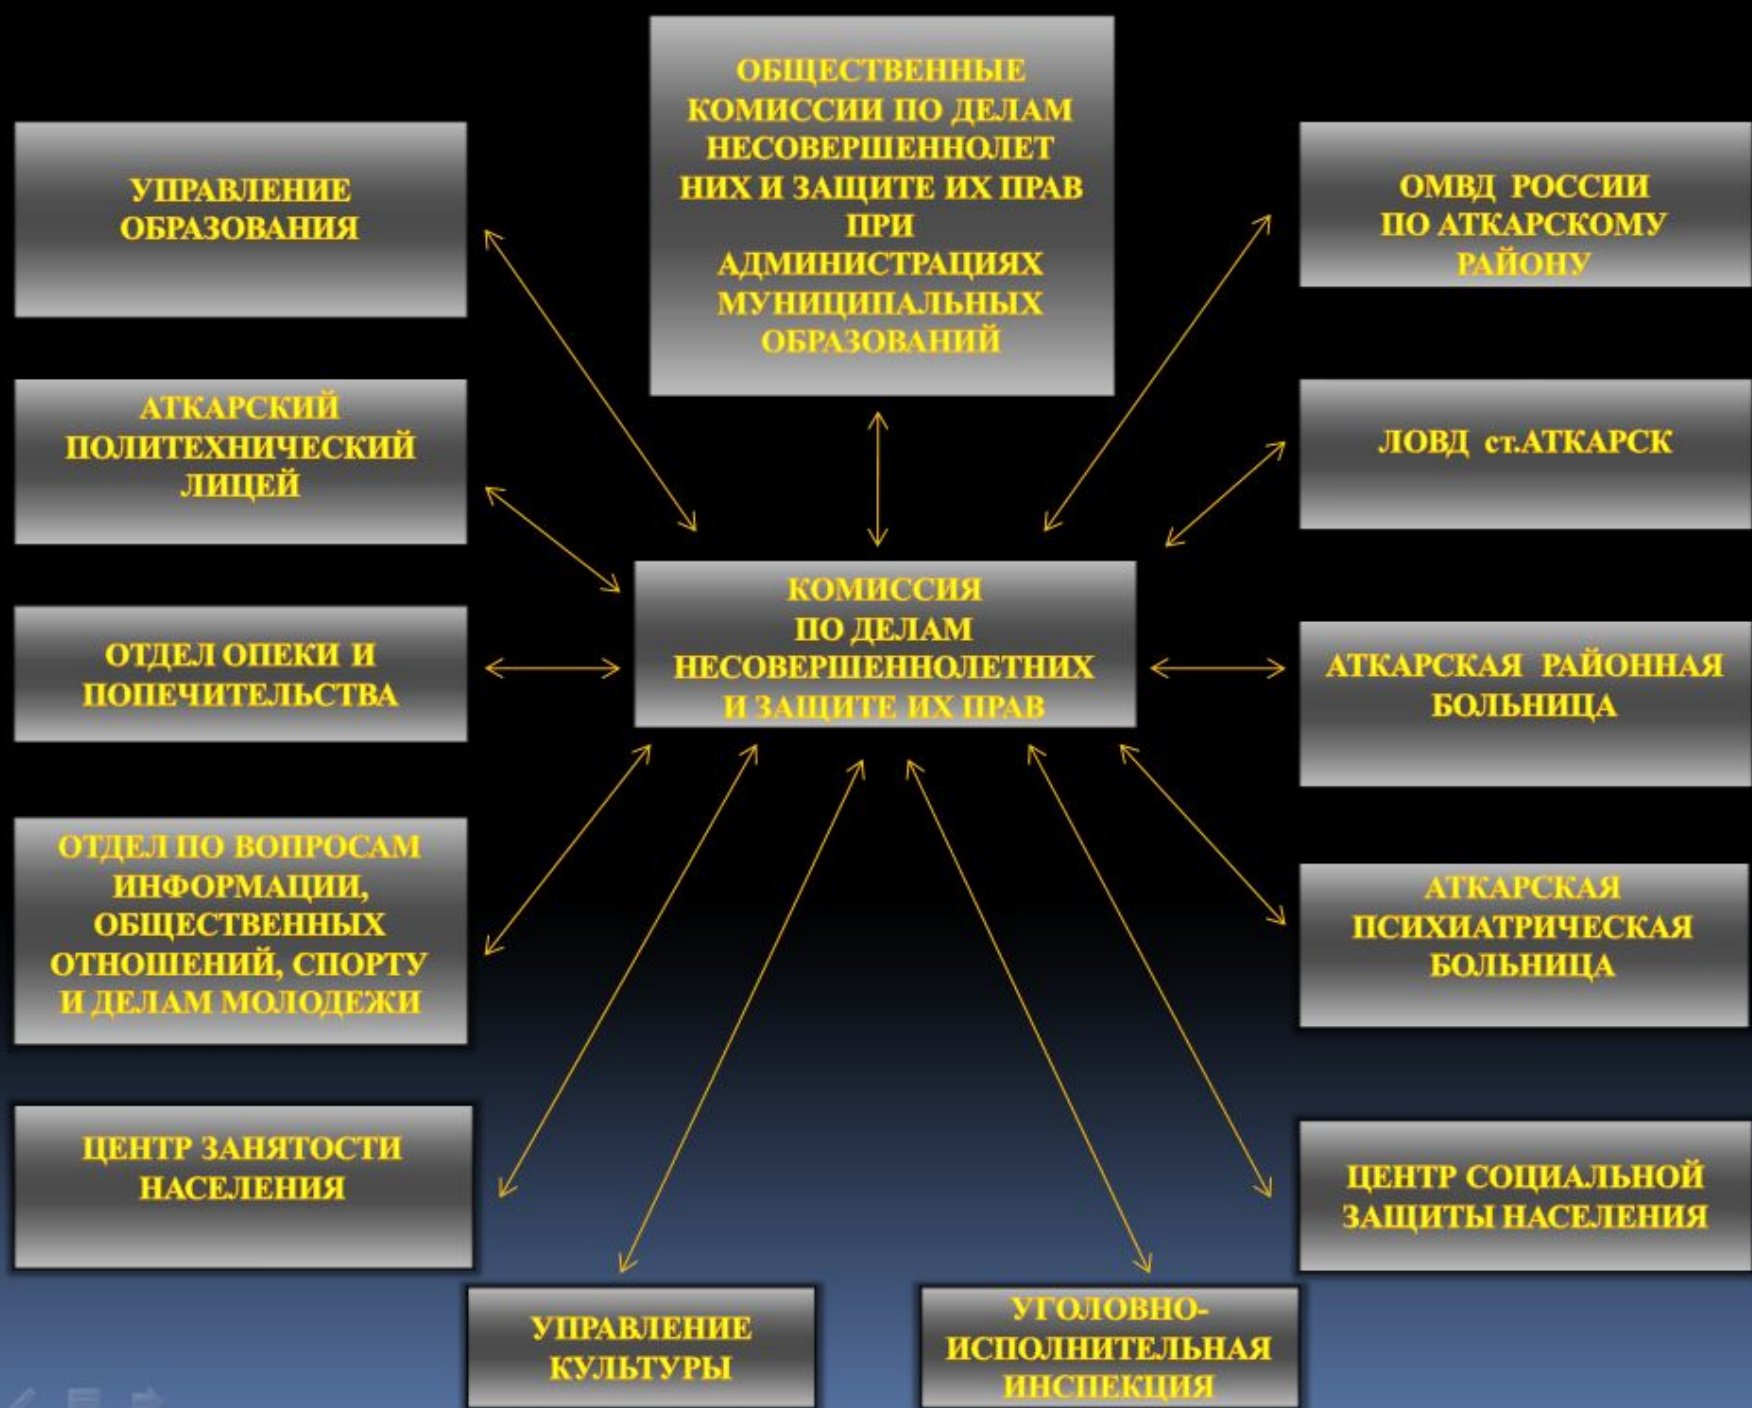 ОБЩЕСТВЕННЫЕ
КОМИССИИ ПО ДЕЛАМ
НЕСОВЕРШЕННОЛЕТ
НИХ И ЗАЩИТЕ ИХ ПРАВ
ПРИ
АДМИНИСТРАЦИЯХ
МУНИЦИПАЛЬНЫХ
ОБРАЗОВАНИЙ
УПРАВЛЕНИЕ
ОБРАЗОВАНИЯ
ОМВД РОССИИ
ПО АТКАРСКОМУ
РАЙОНУ
АТКАРСКИЙ
ПОЛИТЕХНИЧЕСКИЙ
ЛИЦЕЙ
ЛОВД ст.АТКАРСК
КОМИССИЯ
ПО ДЕЛАМ
НЕСОВЕРШЕННОЛЕТНИХ
И ЗАЩИТЕ ИХ ПРАВ
ОТДЕЛ ОПЕКИ И
ПОПЕЧИТЕЛЬСТВА
АТКАРСКАЯ РАЙОННАЯ
БОЛЬНИЦА
ОТДЕЛ ПО ВОПРОСАМ
ИНФОРМАЦИИ,
ОБЩЕСТВЕННЫХ
ОТНОШЕНИЙ, СПОРТУ
И ДЕЛАМ МОЛОДЕЖИ
АТКАРСКАЯ
ПСИХИАТРИЧЕСКАЯ
БОЛЬНИЦА
ЦЕНТР ЗАНЯТОСТИ
НАСЕЛЕНИЯ
ЦЕНТР СОЦИАЛЬНОЙ
ЗАЩИТЫ НАСЕЛЕНИЯ
УПРАВЛЕНИЕ
КУЛЬТУРЫ
УГОЛОВНО-
ИСПОЛНИТЕЛЬНАЯ
ИНСПЕКЦИЯ